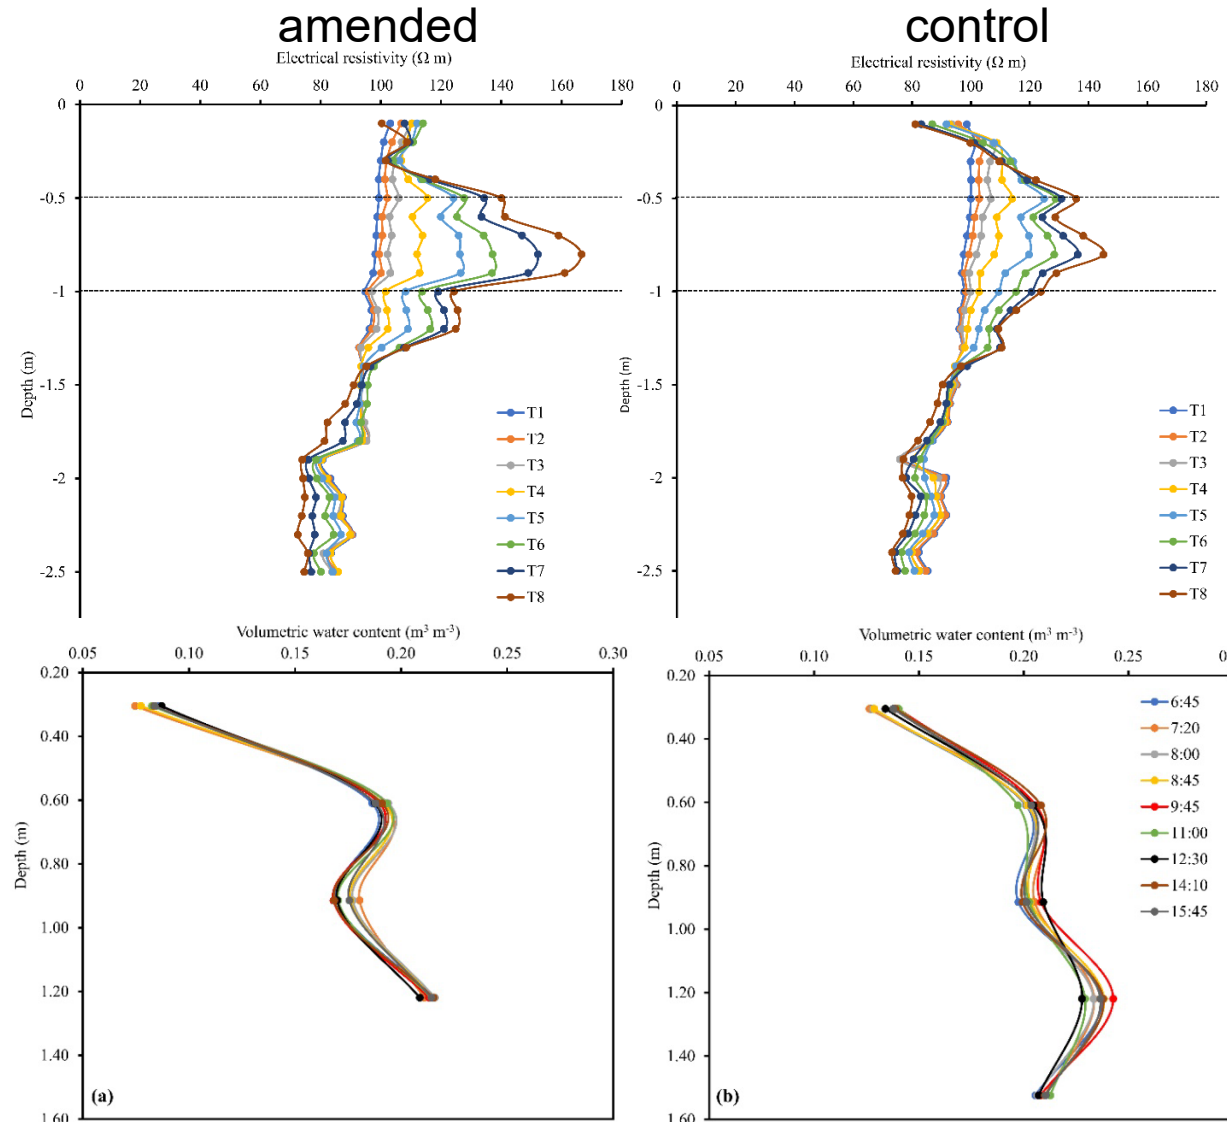 amended
control
Electrical resistivity (Ω m)
Electrical resistivity (Ω m)
0 20 40 60 80 100 120 140 160 180
0 20 40 60 80 100 120 140 160 180
0
-0.5
-1
-1.5
-2
-2.5
Depth (m)
T1
T2
T3
T4
T5
T6
T7
T8
0
-0.5
-1
-1.5
-2
-2.5
Depth (m)
T1
T2
T3
T4
T5
T6
T7
T8
Volumetric water content (m³ m⁻³)
0.05 0.10 0.15 0.20 0.25 0.30
0.20
0.40
0.60
0.80
1.00
1.20
1.40
1.60
Depth (m)
(a)
Volumetric water content (m³ m⁻³)
0.05 0.10 0.15 0.20 0.25 0
0.20
0.40
0.60
0.80
1.00
1.20
1.40
1.60
Depth (m)
6:45
7:20
8:00
8:45
9:45
11:00
12:30
14:10
15:45
(b)